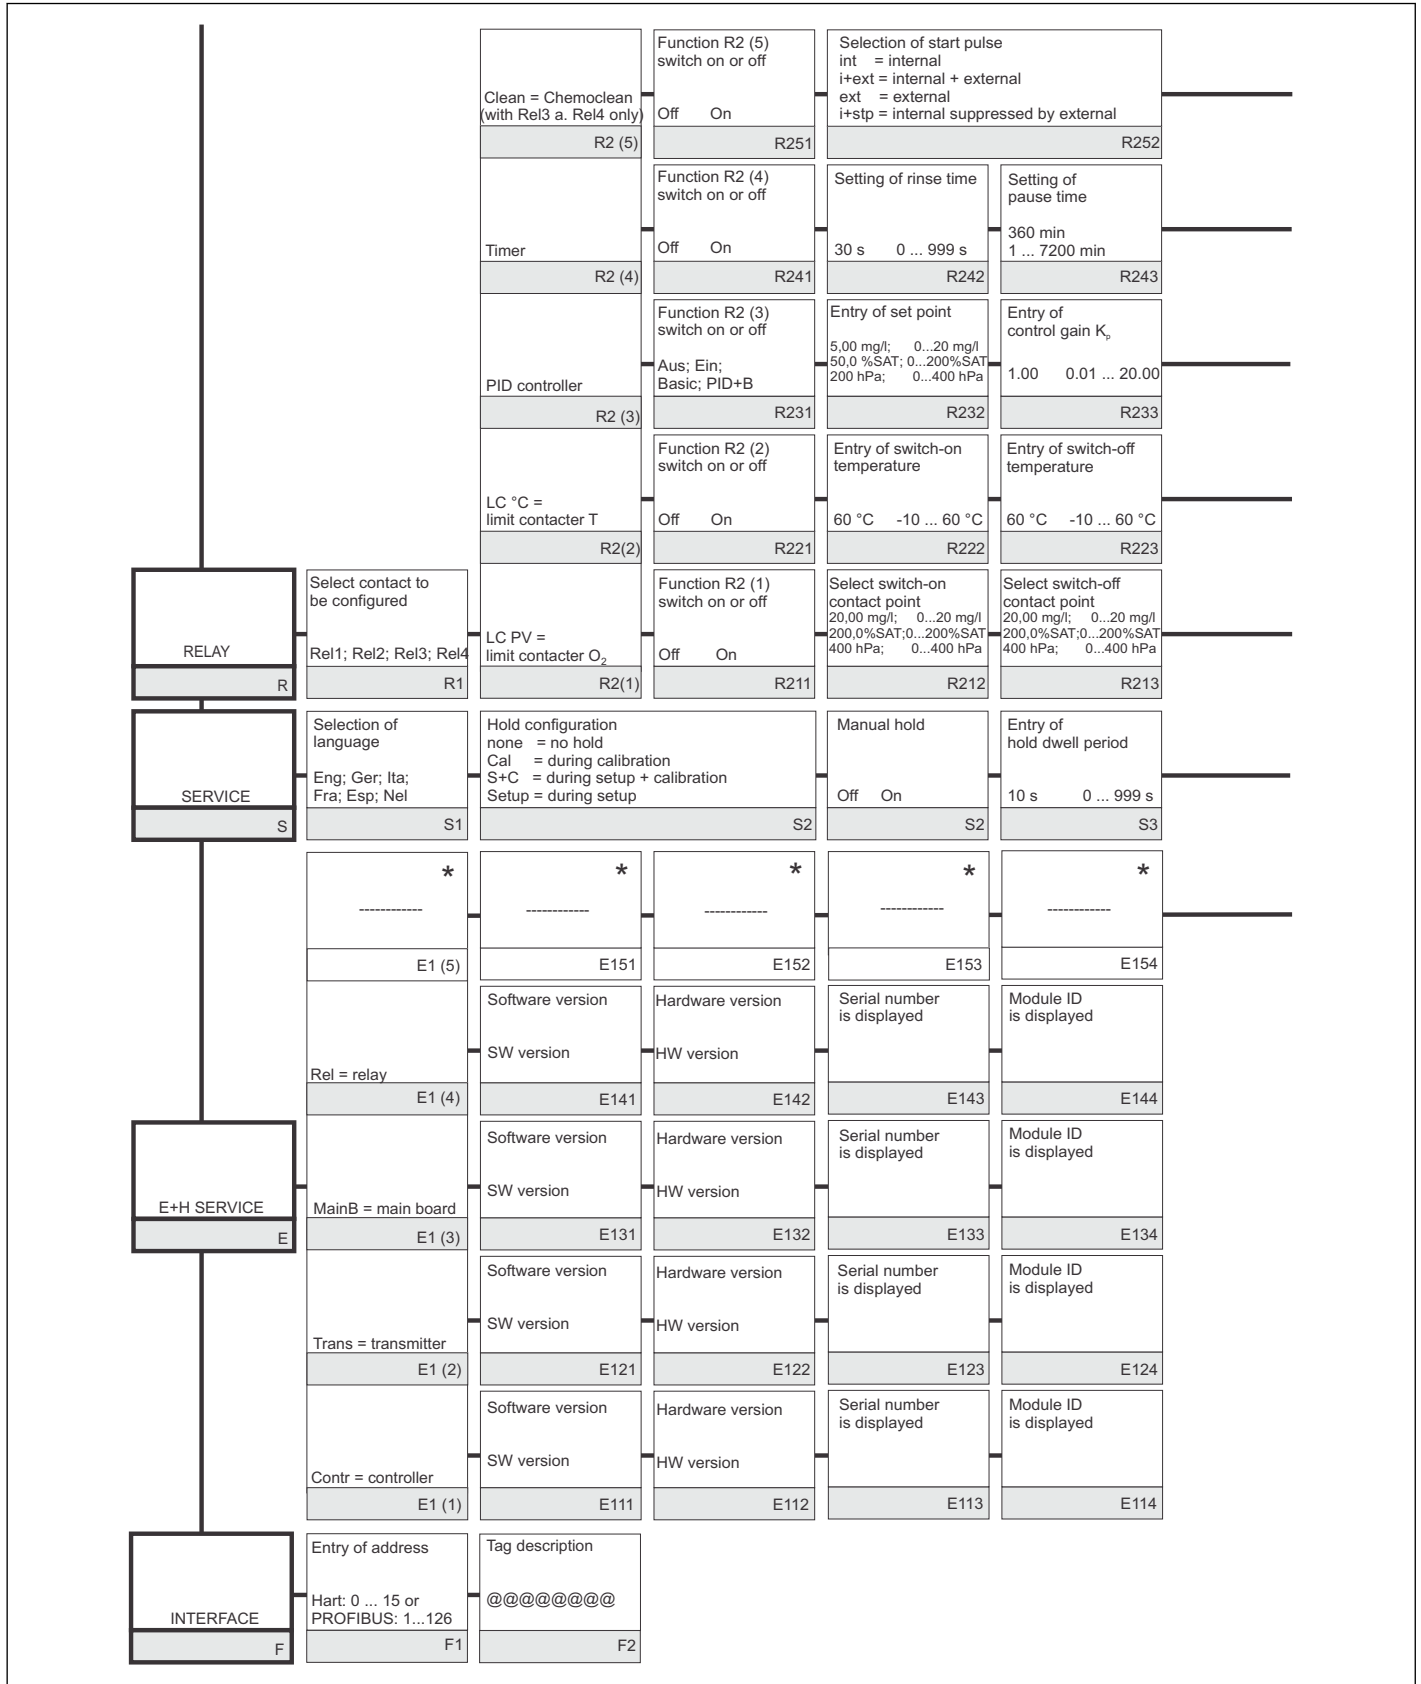 Clean = Chemoclean
(with Rel3 a. Rel4 only)
R2 (5)
Function R2 (5)
switch on or off
Off On
R251
Selection of start pulse
int = internal
i+ext = internal + external
ext = external
i+stp = internal suppressed by external
R252
Timer
R2 (4)
Function R2 (4)
switch on or off
Off On
R241
Setting of rinse time
30 s 0 ... 999 s
R242
Setting of
pause time
360 min
1 ... 7200 min
R243
PID controller
R2 (3)
Function R2 (3)
switch on or off
Aus; Ein;
Basic; PID+B
R231
Entry of set point
5,00 mg/l; 0...20 mg/l
50,0 %SAT; 0...200%SAT
200 hPa; 0...400 hPa
R232
Entry of
control gain Kp
1.00 0.01 ... 20.00
R233
LC °C =
limit contacter T
R2(2)
Function R2 (2)
switch on or off
Off On
R221
Entry of switch-on
temperature
60 °C -10 ... 60 °C
R222
Entry of switch-off
temperature
60 °C -10 ... 60 °C
R223
RELAY
R
Select contact to
be configured
Rel1; Rel2; Rel3; Rel4
R1
LC PV =
limit contacter O2
R2(1)
Function R2 (1)
switch on or off
Off On
R211
Select switch-on
contact point
20,00 mg/l; 0...20 mg/l
200,0%SAT;0...200%SAT
400 hPa; 0...400 hPa
R212
Select switch-off
contact point
20,00 mg/l; 0...20 mg/l
200,0%SAT;0...200%SAT
400 hPa; 0...400 hPa
R213
SERVICE
S
Selection of
language
Eng; Ger; Ita;
Fra; Esp; Nel
S1
Hold configuration
none = no hold
Cal = during calibration
S+C = during setup + calibration
Setup = during setup
S2
Manual hold
Off On
S2
Entry of
hold dwell period
10 s 0 ... 999 s
S3
*
------------
E1 (5)
*
------------
E151
*
------------
E152
*
------------
E153
*
------------
E154
Rel = relay
E1 (4)
Software version
SW version
E141
Hardware version
HW version
E142
Serial number
is displayed
E143
Module ID
is displayed
E144
E+H SERVICE
E
MainB = main board
E1 (3)
Software version
SW version
E131
Hardware version
HW version
E132
Serial number
is displayed
E133
Module ID
is displayed
E134
Trans = transmitter
E1 (2)
Software version
SW version
E121
Hardware version
HW version
E122
Serial number
is displayed
E123
Module ID
is displayed
E124
Contr = controller
E1 (1)
Software version
SW version
E111
Hardware version
HW version
E112
Serial number
is displayed
E113
Module ID
is displayed
E114
INTERFACE
F
Entry of address
Hart: 0 ... 15 or
PROFIBUS: 1...126
F1
Tag description
@@@@@@@@
F2